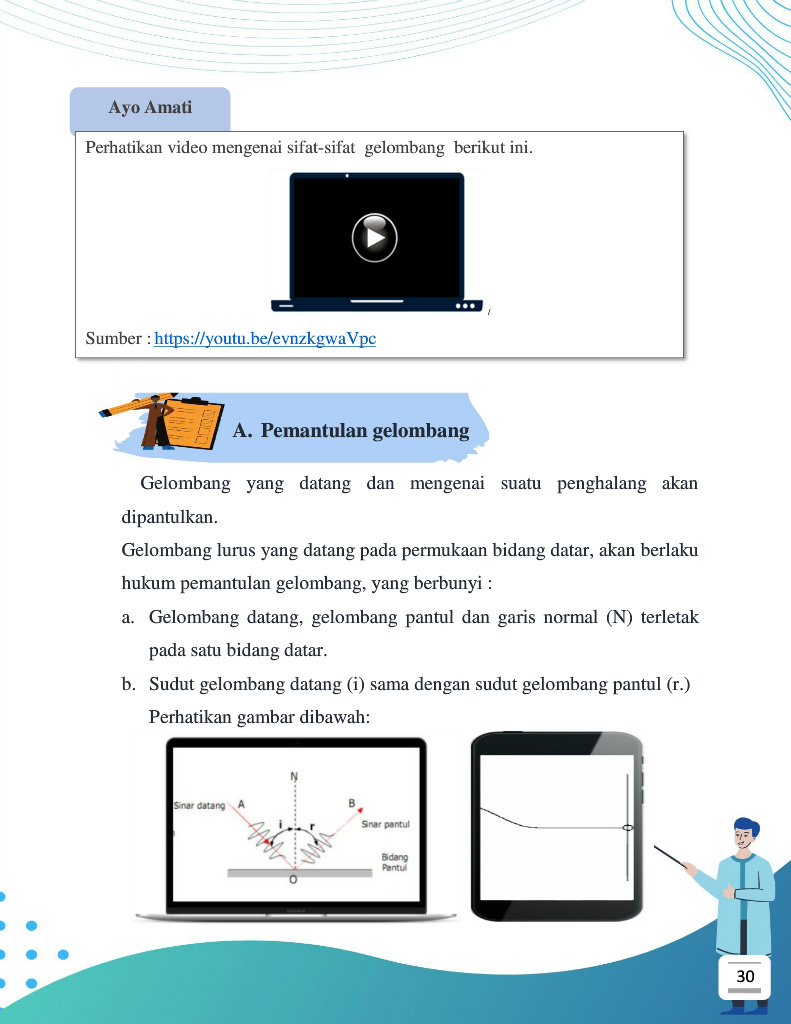 Ayo Amati
Perhatikan video mengenai sifat-sifat gelombang berikut ini.
/
Sumber : https://youtu.be/evnzkgwaVpc
A. Pemantulan gelombang
Gelombang yang datang dan mengenai suatu penghalang akan
dipantulkan.
Gelombang lurus yang datang pada permukaan bidang datar, akan berlaku
hukum pemantulan gelombang, yang berbunyi :
a. Gelombang datang, gelombang pantul dan garis normal (N) terletak
pada satu bidang datar.
b. Sudut gelombang datang (i) sama dengan sudut gelombang pantul (r.)
Perhatikan gambar dibawah:
N
Sinar datang A
B
i r
Sinar pantul
Bidang
Pantul
O
30